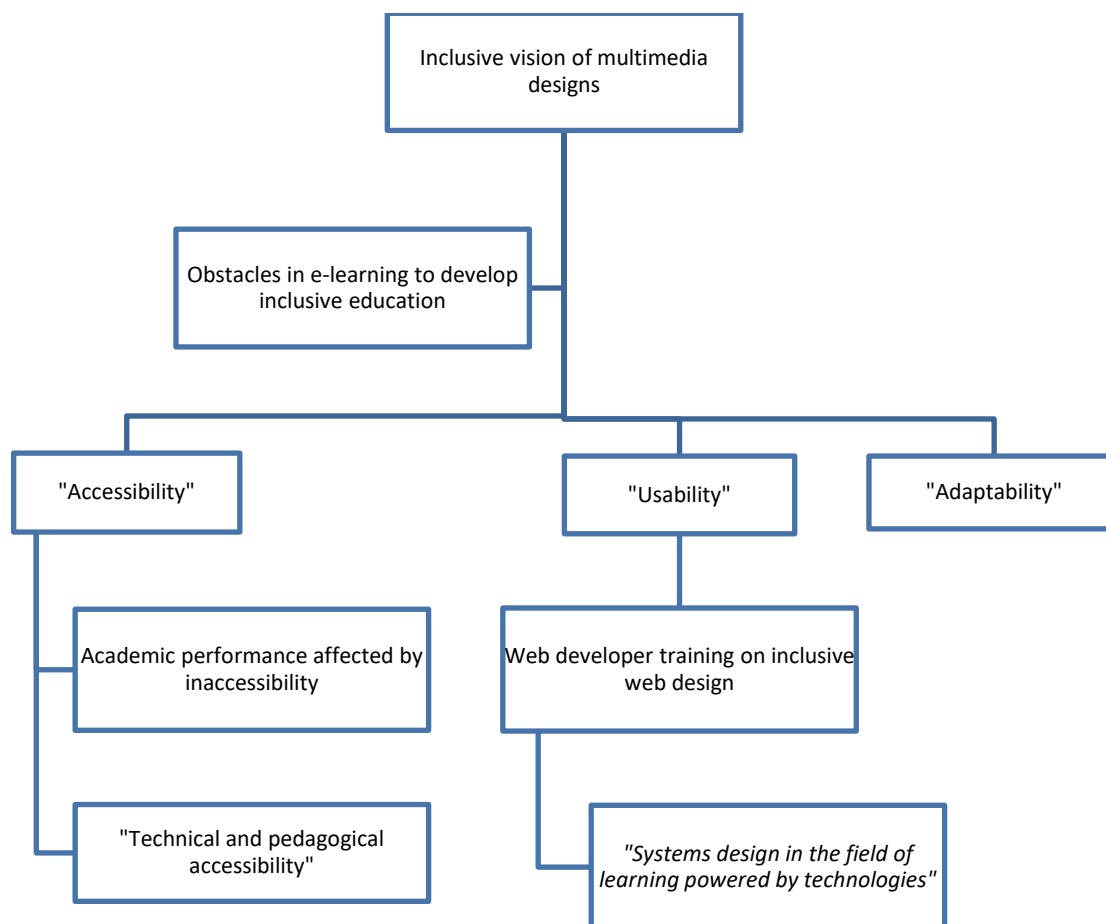 Inclusive vision of multimedia
designs
Obstacles in e-learning to develop
inclusive education
"Accessibility"
"Usability"
"Adaptability"
Academic performance affected by
inaccessibility
Web developer training on inclusive
web design
"Technical and pedagogical
accessibility"
"Systems design in the field of
learning powered by technologies"